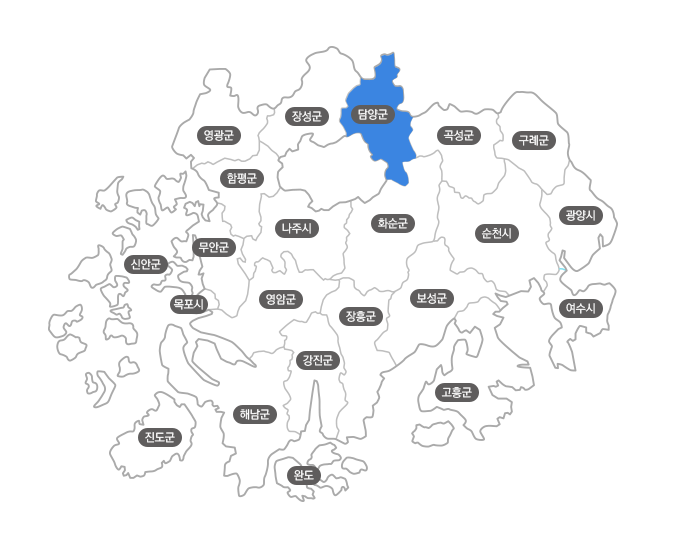 담양군
장성군
영광군
곡성군
구례군
함평군
광양시
화순군
나주시
순천시
무안군
신안군
영암군
보성군
목포시
여수시
장흥군
강진군
고흥군
해남군
진도군
완도